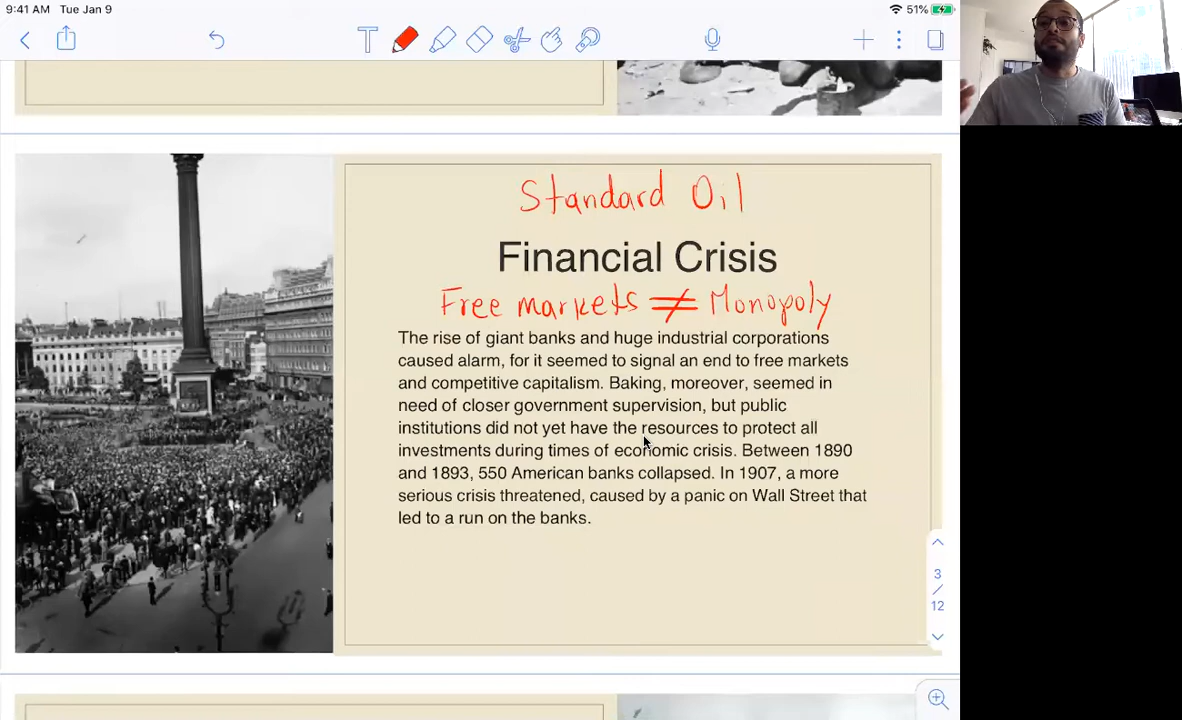 9:41 AM Tue Jan 9
51%
Standard Oil
Financial Crisis
Free markets ≠ Monopoly
The rise of giant banks and huge industrial corporations
caused alarm, for it seemed to signal an end to free markets
and competitive capitalism. Baking, moreover, seemed in
need of closer government supervision, but public
institutions did not yet have the resources to protect all
investments during times of economic crisis. Between 1890
and 1893, 550 American banks collapsed. In 1907, a more
serious crisis threatened, caused by a panic on Wall Street that
led to a run on the banks.
3
/
12